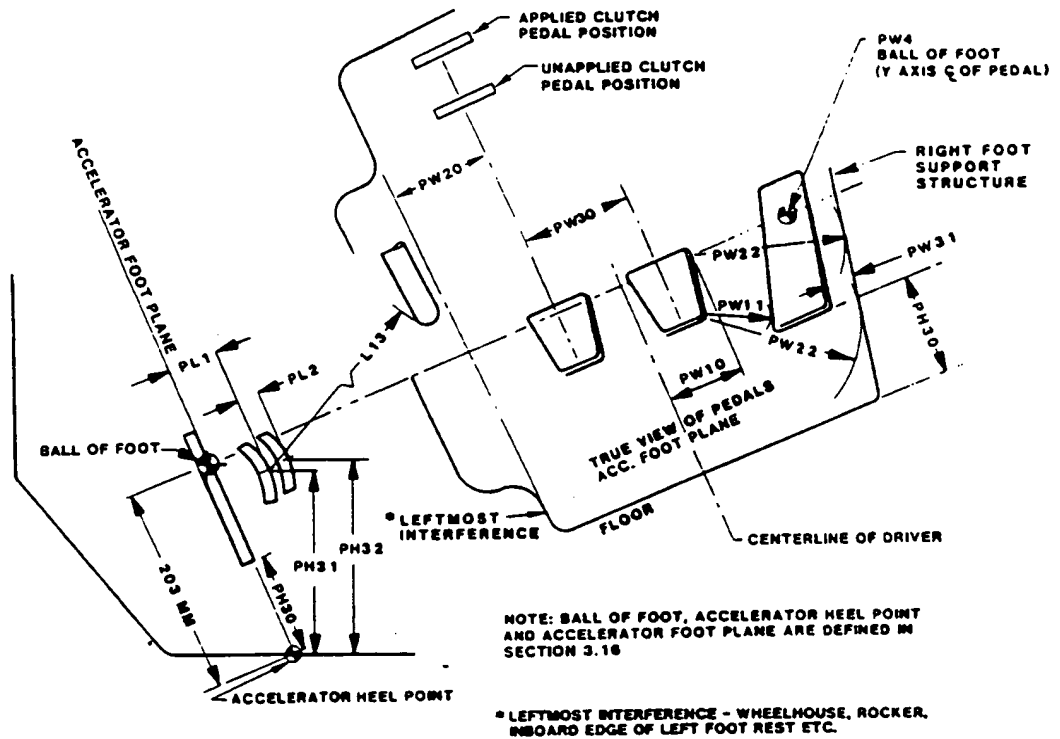 APPLIED CLUTCH
PEDAL POSITION
UNAPPLIED CLUTCH
PEDAL POSITION
PW4
BALL OF FOOT
(Y AXIS ℄ OF PEDAL)
RIGHT FOOT
SUPPORT
STRUCTURE
ACCELERATOR FOOT PLANE
PW20
PW30
PW22
PW31
PW11
PW22
PH30
PW10
L13
PL1
PL2
BALL OF FOOT
TRUE VIEW OF PEDALS
ACC. FOOT PLANE
* LEFTMOST
INTERFERENCE
FLOOR
CENTERLINE OF DRIVER
203 MM
PH30
PH31
PH32
ACCELERATOR HEEL POINT
NOTE: BALL OF FOOT, ACCELERATOR HEEL POINT
AND ACCELERATOR FOOT PLANE ARE DEFINED IN
SECTION 3.16
* LEFTMOST INTERFERENCE - WHEELHOUSE, ROCKER,
INBOARD EDGE OF LEFT FOOT REST ETC.